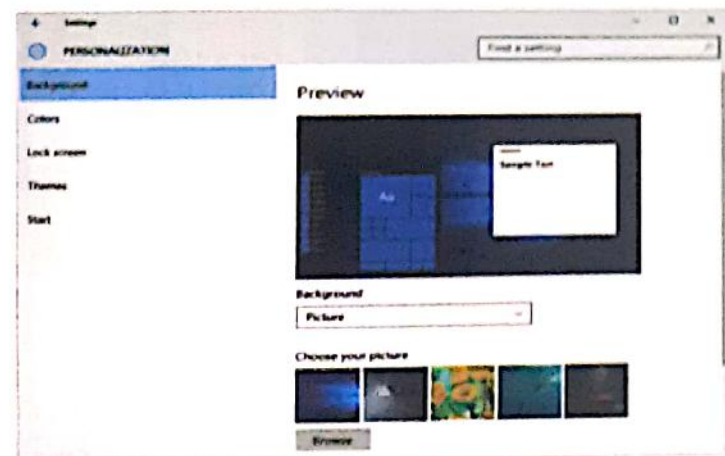 Settings
PERSONALIZATION
Find a setting
Background
Colors
Lock screen
Themes
Start
Preview
Aa
Sample Text
Background
Picture
Choose your picture
Browse